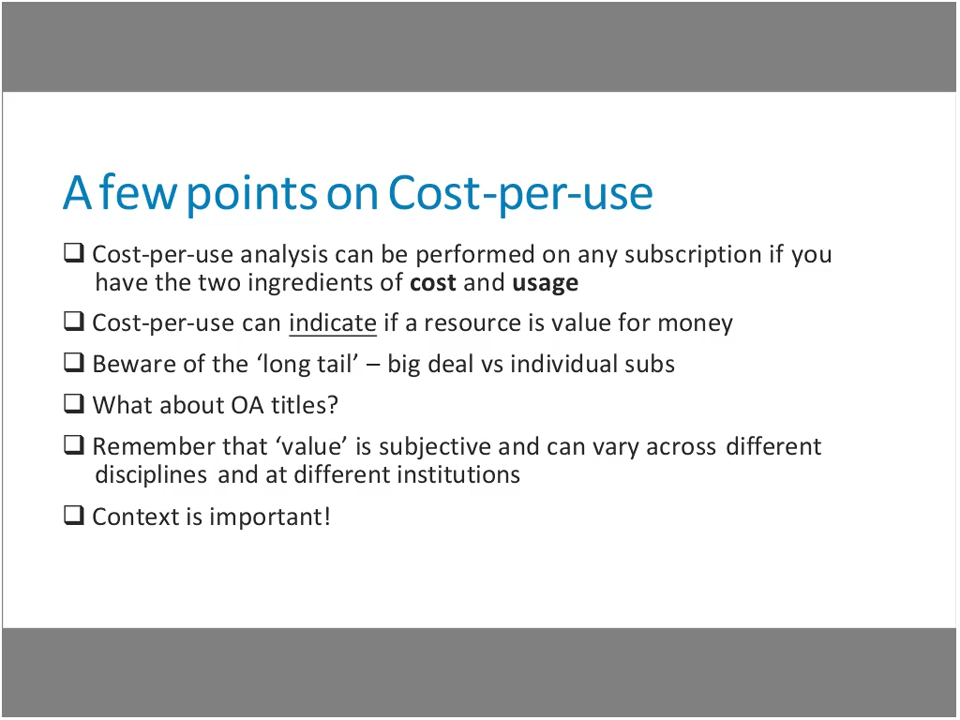 A few points on Cost-per-use
❑ Cost-per-use analysis can be performed on any subscription if you
have the two ingredients of cost and usage
❑ Cost-per-use can indicate if a resource is value for money
❑ Beware of the ‘long tail’ – big deal vs individual subs
❑ What about OA titles?
❑ Remember that ‘value’ is subjective and can vary across different
disciplines and at different institutions
❑ Context is important!